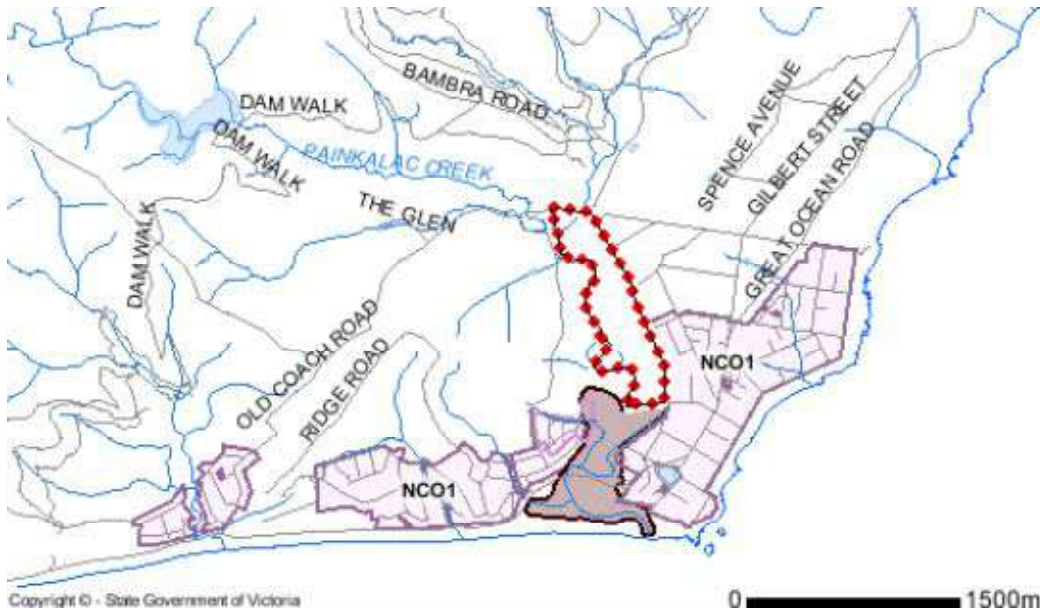 BAMBRA ROAD
DAM WALK
SPENCE AVENUE
GILBERT STREET
GREAT OCEAN ROAD
DAM WALK
PAINKALAC CREEK
THE GLEN
DAM WALK
OLD COACH ROAD
RIDGE ROAD
NCO1
NCO1
Copyright © - State Government of Victoria
0 1500m